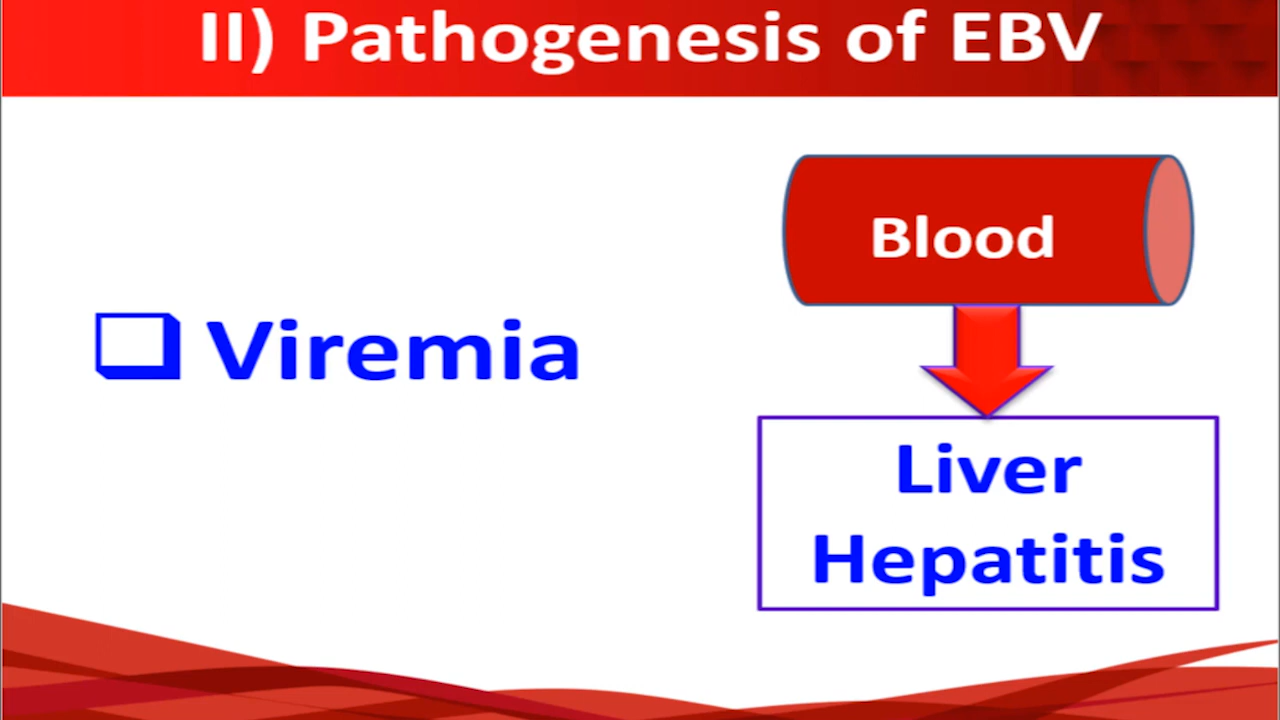 II) Pathogenesis of EBV
Blood
Viremia
Liver
Hepatitis